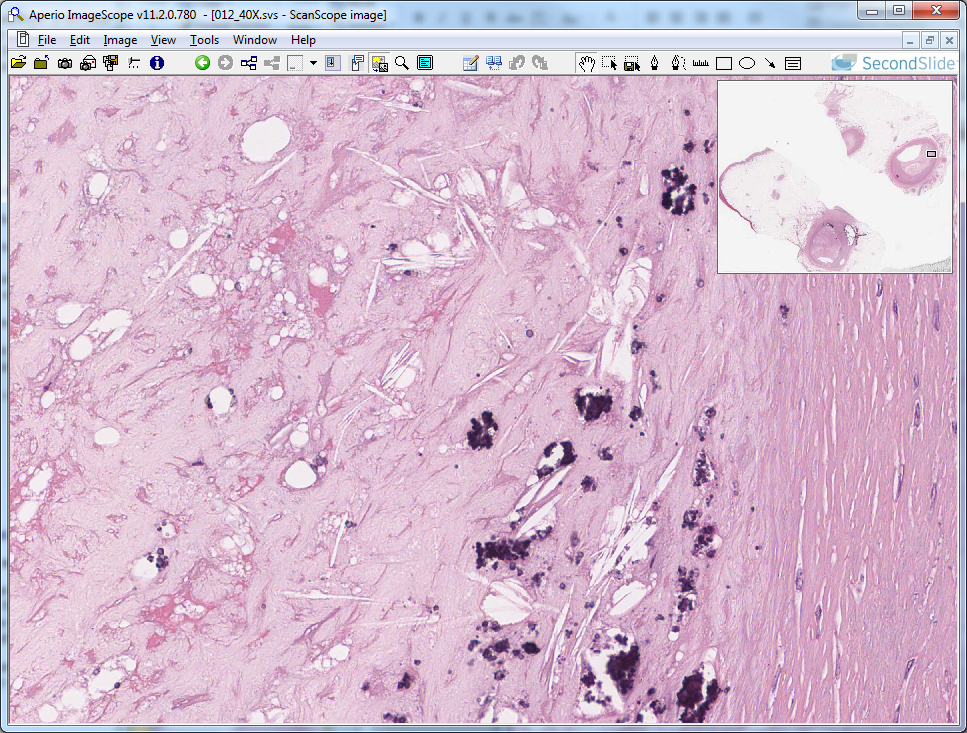 Aperio ImageScope v11.2.0.780 - [012_40X.svs - ScanScope image]
File Edit Image View Tools Window Help
SecondSlide